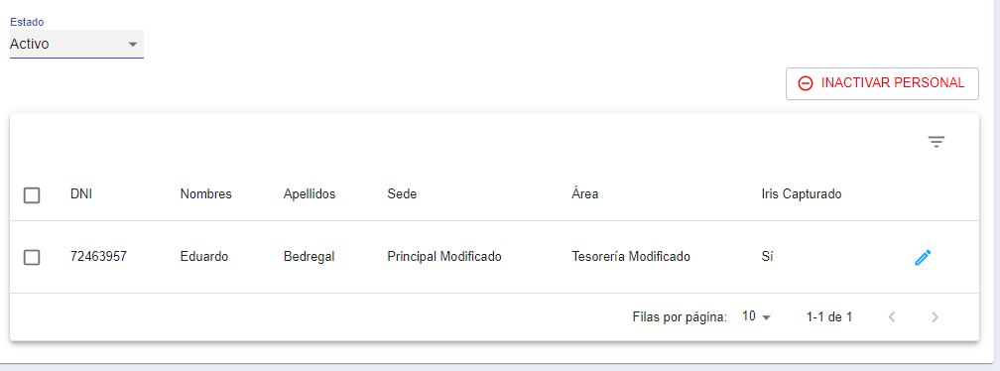 Estado
Activo
INACTIVAR PERSONAL
DNI Nombres Apellidos Sede Área Iris Capturado
72463957 Eduardo Bedregal Principal Modificado Tesorería Modificado Sí
Filas por página: 10 1-1 de 1